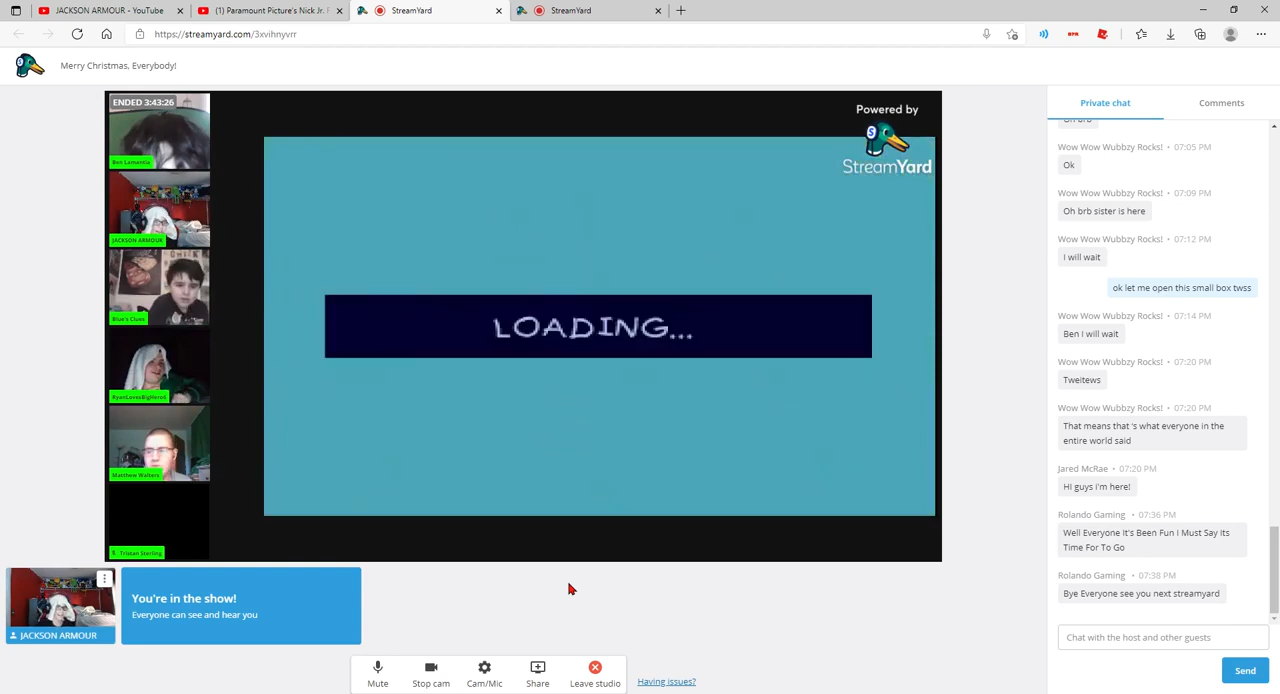 JACKSON ARMOUR - YouTube
(1) Paramount Picture's Nick Jr. F
StreamYard
StreamYard
https://streamyard.com/3xvihnyvrr
Merry Christmas, Everybody!
ENDED 3:43:26
Ben Lamantia
JACKSON ARMOUR
Blue's Clues
RyanLovesBigHero6
Matthew Walters
Tristan Sterling
Powered by
StreamYard
LOADING...
Private chat
Comments
Oh brb
Wow Wow Wubbzy Rocks! • 07:05 PM
Ok
Wow Wow Wubbzy Rocks! • 07:09 PM
Oh brb sister is here
Wow Wow Wubbzy Rocks! • 07:12 PM
I will wait
ok let me open this small box twss
Wow Wow Wubbzy Rocks! • 07:14 PM
Ben I will wait
Wow Wow Wubbzy Rocks! • 07:20 PM
Tweitews
Wow Wow Wubbzy Rocks! • 07:20 PM
That means that 's what everyone in the
entire world said
Jared McRae • 07:20 PM
HI guys i'm here!
Rolando Gaming • 07:36 PM
Well Everyone It's Been Fun I Must Say Its
Time For To Go
Rolando Gaming • 07:38 PM
Bye Everyone see you next streamyard
Chat with the host and other guests
Send
JACKSON ARMOUR
You're in the show!
Everyone can see and hear you
Mute
Stop cam
Cam/Mic
Share
Leave studio
Having issues?